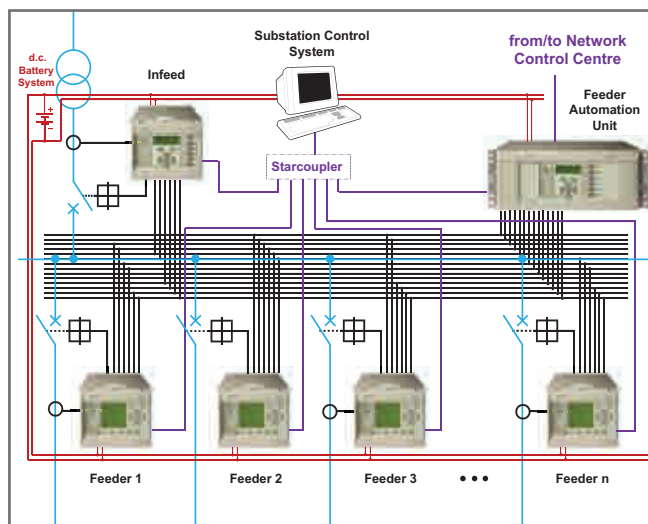 Substation Control
System
from/to Network
Control Centre
d.c.
Battery
System
Infeed
Feeder
Automation
Unit
+
−
Starcoupler
Feeder 1
Feeder 2
Feeder 3
• • •
Feeder n